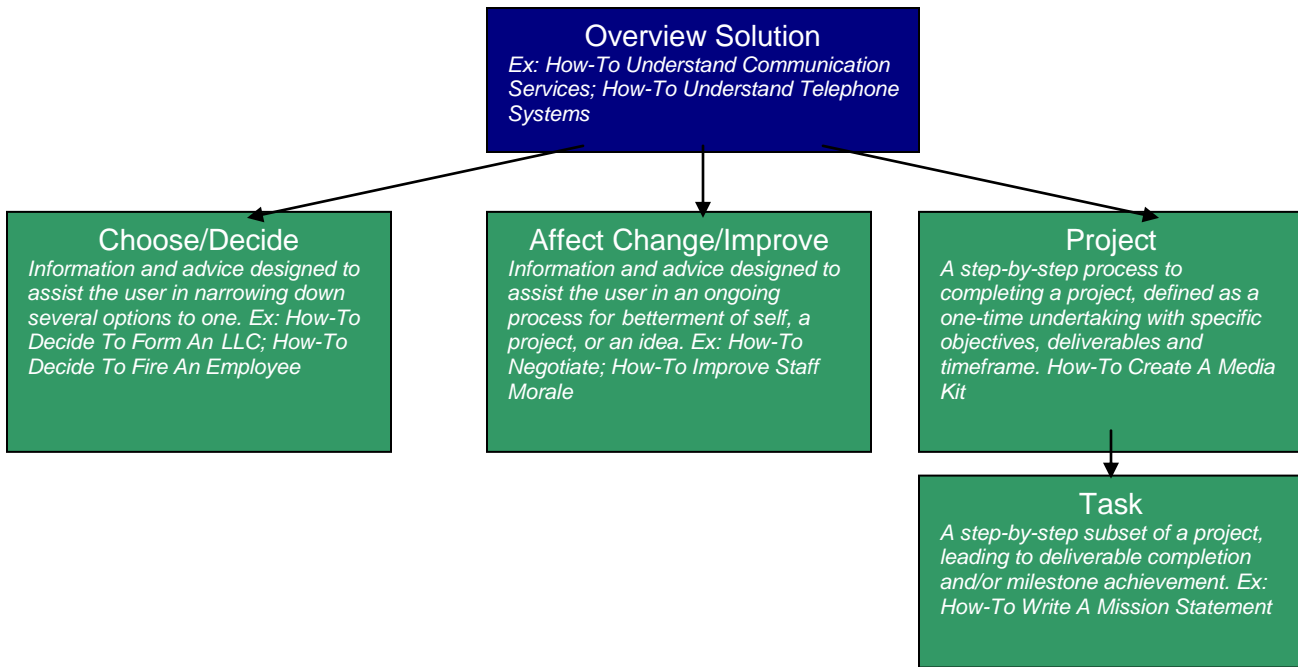 Overview Solution
Ex: How-To Understand Communication
Services; How-To Understand Telephone
Systems
Choose/Decide
Information and advice designed to
assist the user in narrowing down
several options to one. Ex: How-To
Decide To Form An LLC; How-To
Decide To Fire An Employee
Affect Change/Improve
Information and advice designed to
assist the user in an ongoing
process for betterment of self, a
project, or an idea. Ex: How-To
Negotiate; How-To Improve Staff
Morale
Project
A step-by-step process to
completing a project, defined as a
one-time undertaking with specific
objectives, deliverables and
timeframe. How-To Create A Media
Kit
Task
A step-by-step subset of a project,
leading to deliverable completion
and/or milestone achievement. Ex:
How-To Write A Mission Statement